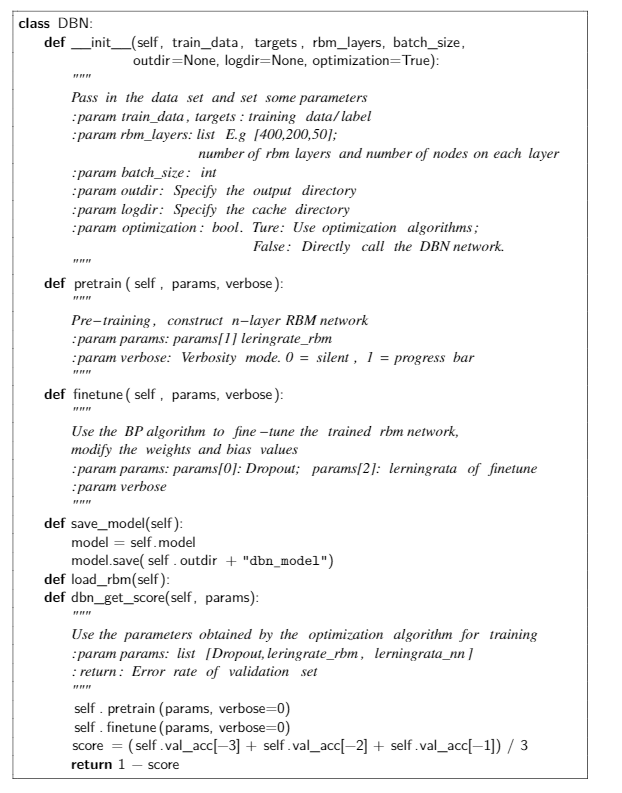 class DBN:
    def __init__(self, train_data, targets, rbm_layers, batch_size,
                 outdir=None, logdir=None, optimization=True):
        """
        Pass in the data set and set some parameters
        :param train_data, targets : training data/label
        :param rbm_layers: list E.g [400,200,50];
                           number of rbm layers and number of nodes on each layer
        :param batch_size: int
        :param outdir: Specify the output directory
        :param logdir: Specify the cache directory
        :param optimization: bool. Ture: Use optimization algorithms;
                                   False: Directly call the DBN network.
        """
    def pretrain(self, params, verbose):
        """
        Pre-training, construct n-layer RBM network
        :param params: params[1] leringrate_rbm
        :param verbose: Verbosity mode. 0 = silent, 1 = progress bar
        """
    def finetune(self, params, verbose):
        """
        Use the BP algorithm to fine-tune the trained rbm network,
        modify the weights and bias values
        :param params: params[0]: Dropout; params[2]: lerningrata of finetune
        :param verbose
        """
    def save_model(self):
        model = self.model
        model.save(self.outdir + "dbn_model")
    def load_rbm(self):
    def dbn_get_score(self, params):
        """
        Use the parameters obtained by the optimization algorithm for training
        :param params: list [Dropout,leringrate_rbm, lerningrata_nn]
        :return: Error rate of validation set
        """
        self.pretrain(params, verbose=0)
        self.finetune(params, verbose=0)
        score = (self.val_acc[-3] + self.val_acc[-2] + self.val_acc[-1]) / 3
        return 1 - score